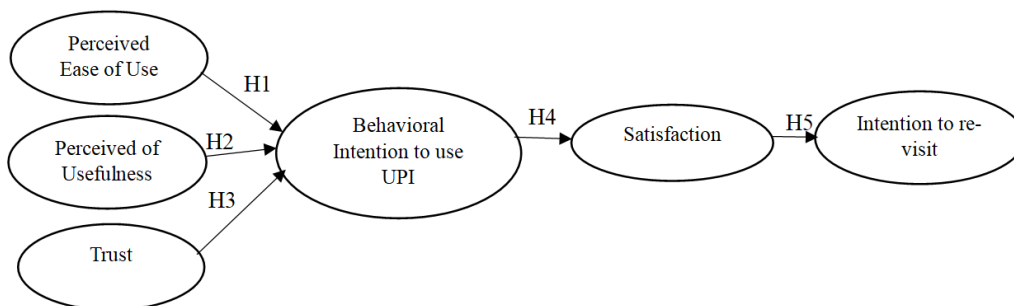 Perceived
Ease of Use
H1
Perceived of
Usefulness
H2
Trust
H3
Behavioral
Intention to use
UPI
H4
Satisfaction
H5
Intention to re-
visit